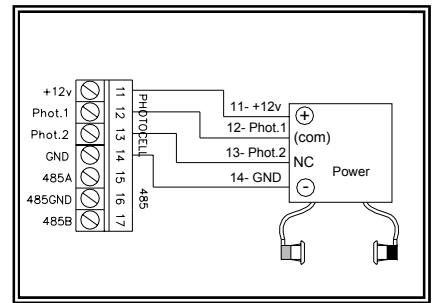 +12v
Phot.1
Phot.2
GND
485A
485GND
485B
11
12
13
14
15
16
17
PHOTOCELL
485
11- +12v
12- Phot.1
13- Phot.2
14- GND
+
(com)
NC
-
Power